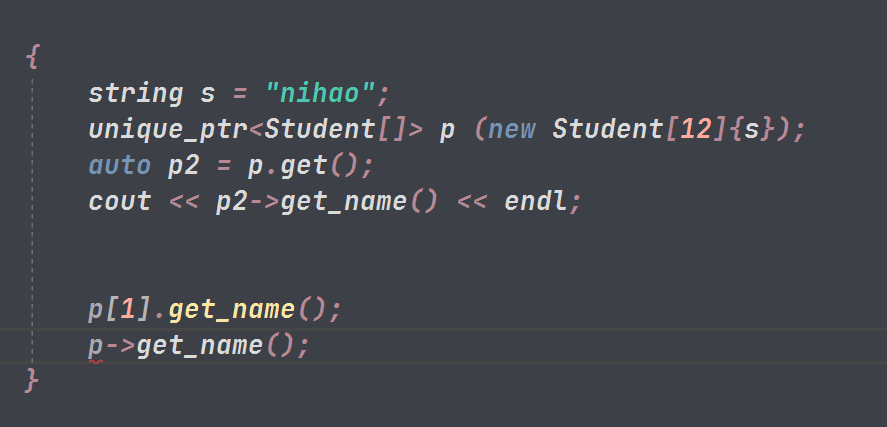 {
string s = "nihao";
unique_ptr<Student[]> p (new Student[12]{s});
auto p2 = p.get();
cout << p2->get_name() << endl;
p[1].get_name();
p->get_name();
}